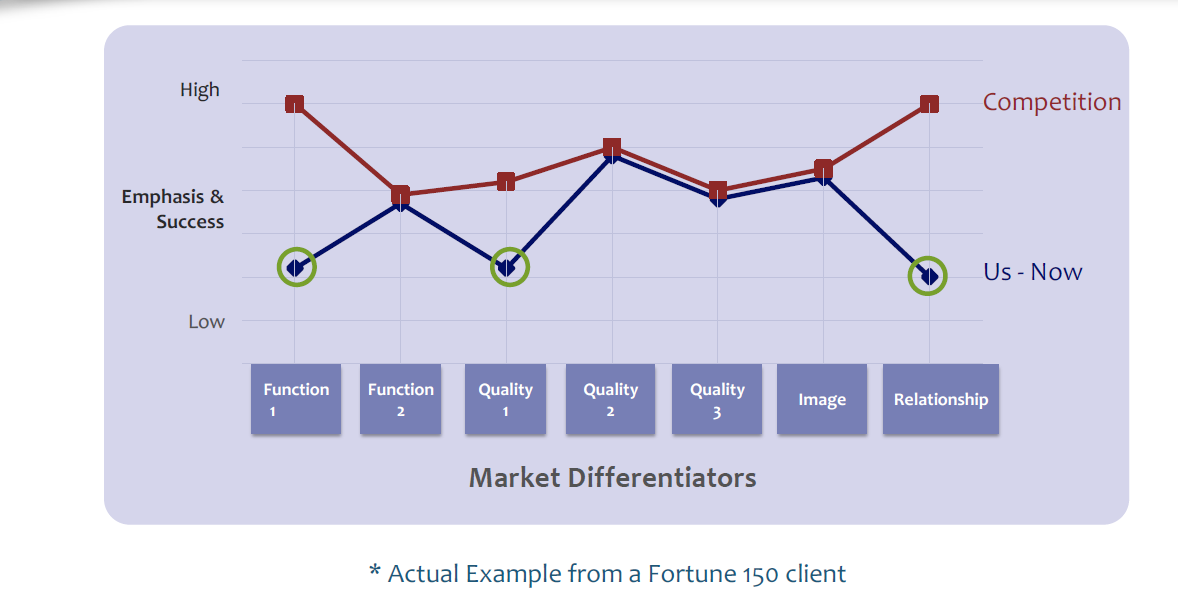 High
Competition
Emphasis &
Success
Us - Now
Low
Function
1
Function
2
Quality
1
Quality
2
Quality
3
Image
Relationship
Market Differentiators
* Actual Example from a Fortune 150 client